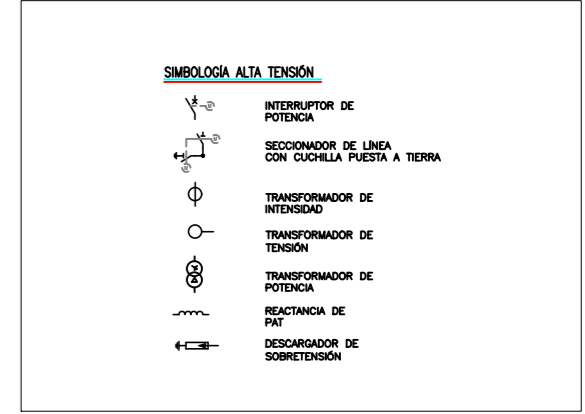 SIMBOLOGÍA ALTA TENSIÓN
INTERRUPTOR DE
POTENCIA
SECCIONADOR DE LÍNEA
CON CUCHILLA PUESTA A TIERRA
TRANSFORMADOR DE
INTENSIDAD
TRANSFORMADOR DE
TENSIÓN
TRANSFORMADOR DE
POTENCIA
REACTANCIA DE
PAT
DESCARGADOR DE
SOBRETENSIÓN